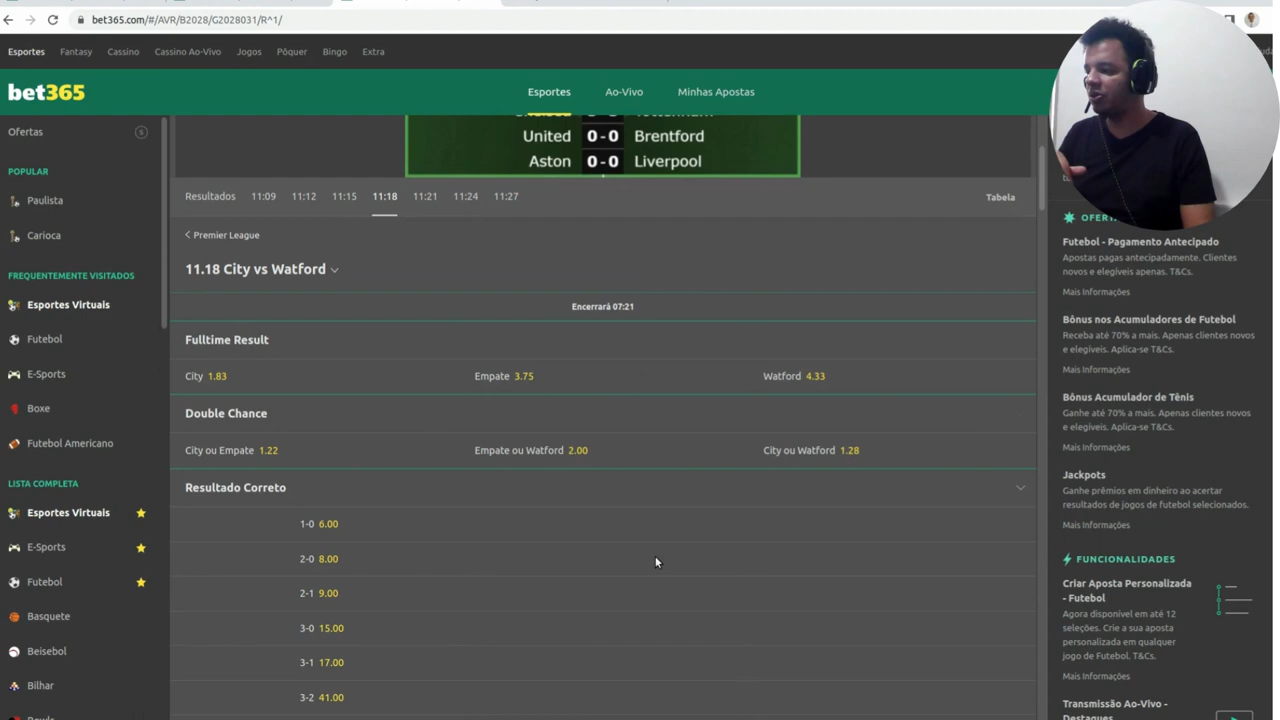 bet365.com/#/AVR/B2028/G2028031/R^1/
Esportes Fantasy Cassino Cassino Ao-Vivo Jogos Pôquer Bingo Extra
bet365
Esportes Ao-Vivo Minhas Apostas
Ofertas
POPULAR
Paulista
Carioca
FREQUENTEMENTE VISITADOS
Esportes Virtuais
Futebol
E-Sports
Boxe
Futebol Americano
LISTA COMPLETA
Esportes Virtuais
E-Sports
Futebol
Basquete
Beisebol
Bilhar
United 0-0 Brentford
Aston 0-0 Liverpool
Resultados 11:09 11:12 11:15 11:18 11:21 11:24 11:27 Tabela
Premier League
11.18 City vs Watford
Encerrará 07:21
Fulltime Result
City 1.83 Empate 3.75 Watford 4.33
Double Chance
City ou Empate 1.22 Empate ou Watford 2.00 City ou Watford 1.28
Resultado Correto
1-0 6.00
2-0 8.00
2-1 9.00
3-0 15.00
3-1 17.00
3-2 41.00
Futebol - Pagamento Antecipado
Apostas pagas antecipadamente. Clientes
novos e elegíveis apenas. T&Cs.
Mais Informações
Bônus nos Acumuladores de Futebol
Receba até 70% a mais. Apenas clientes novos
e elegíveis. Aplica-se T&Cs.
Mais Informações
Bônus Acumulador de Tênis
Ganhe até 70% a mais. Apenas clientes novos
e elegíveis. Aplica-se T&Cs.
Mais Informações
Jackpots
Ganhe prêmios em dinheiro ao acertar
resultados de jogos de futebol selecionados.
Mais Informações
FUNCIONALIDADES
Criar Aposta Personalizada
- Futebol
Agora disponível em até 12
seleções. Crie a sua aposta
personalizada em qualquer
jogo de Futebol. T&Cs.
Mais Informações
Transmissão Ao-Vivo -